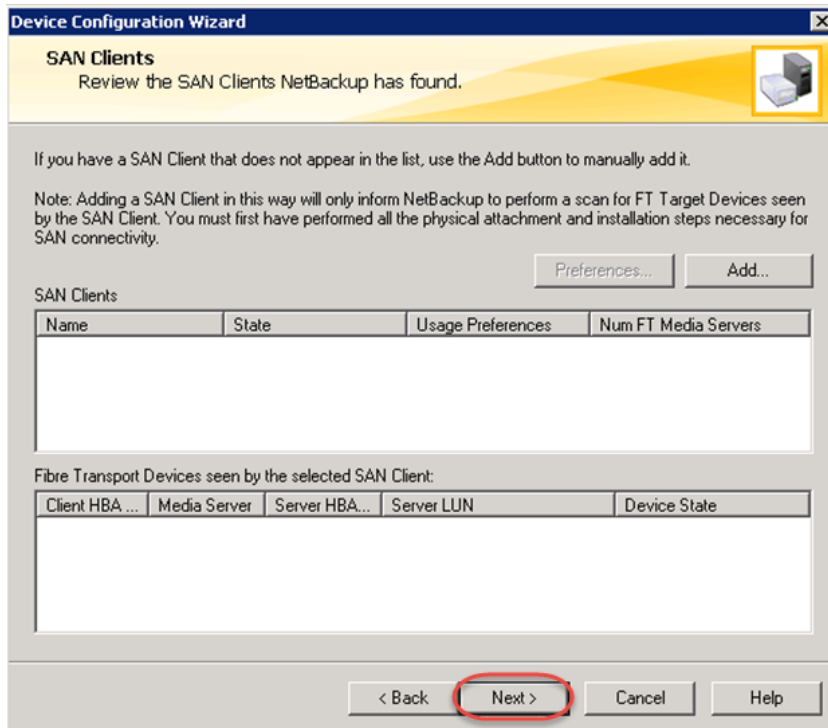 Device Configuration Wizard
SAN Clients
Review the SAN Clients NetBackup has found.
If you have a SAN Client that does not appear in the list, use the Add button to manually add it.
Note: Adding a SAN Client in this way will only inform NetBackup to perform a scan for FT Target Devices seen
by the SAN Client. You must first have performed all the physical attachment and installation steps necessary for
SAN connectivity.
Preferences... Add...
SAN Clients
Name State Usage Preferences Num FT Media Servers
Fibre Transport Devices seen by the selected SAN Client:
Client HBA ... Media Server Server HBA... Server LUN Device State
< Back Next > Cancel Help